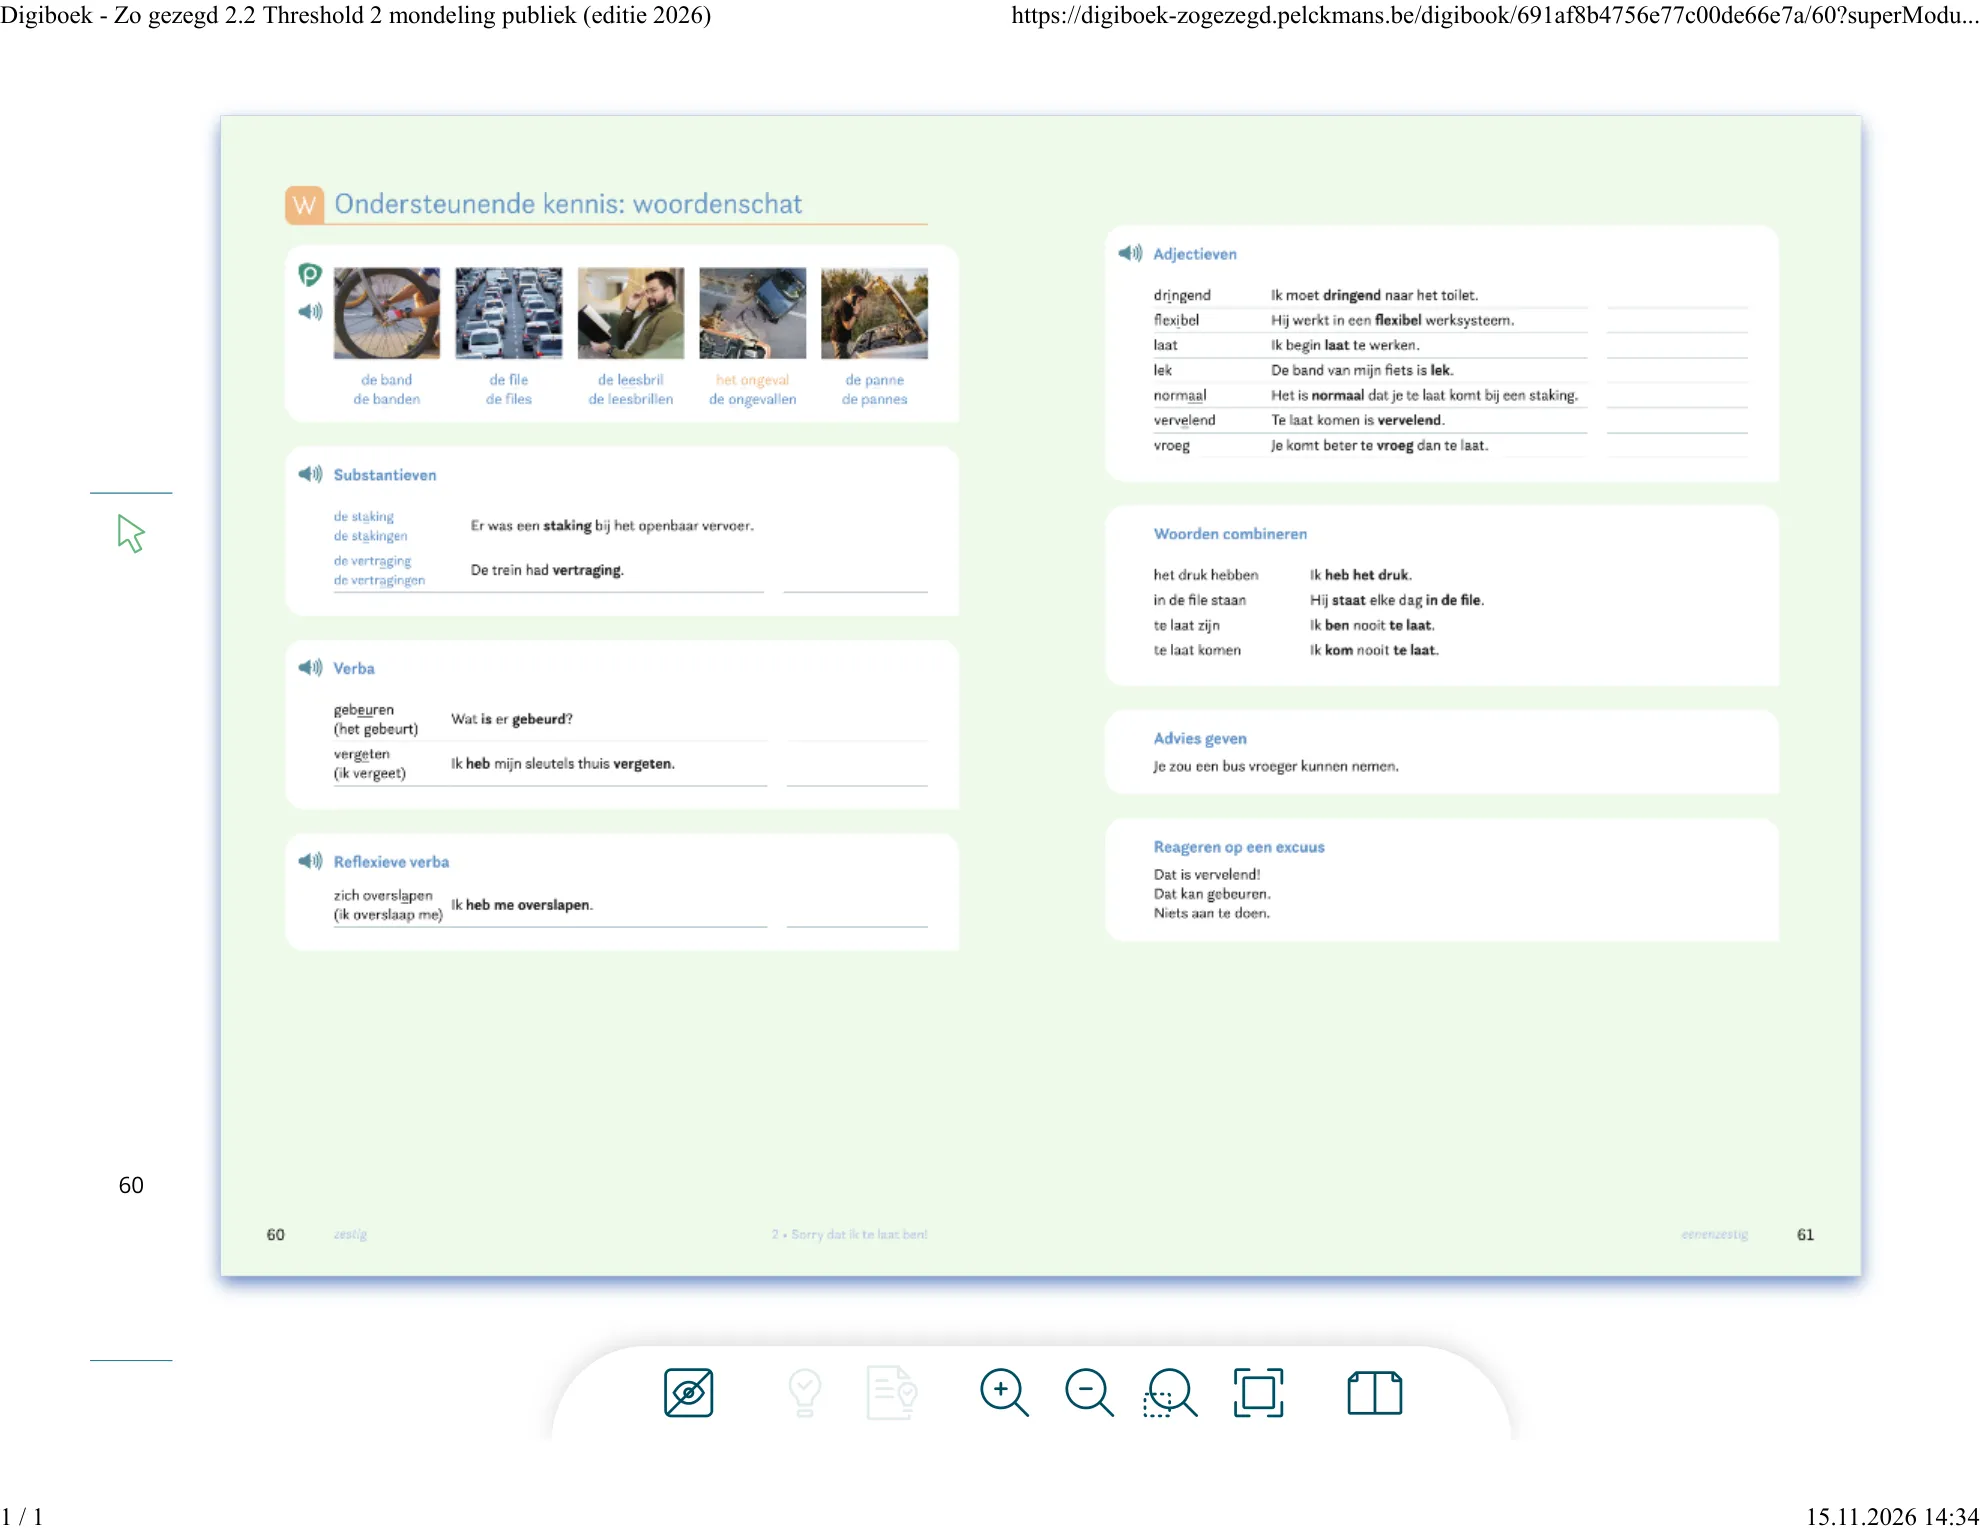 Digiboek - Zo gezegd 2.2 Threshold 2 mondeling publiek (editie 2026)
https://digiboek-zogezegd.pelckmans.be/digibook/691af8b4756e77c00de66e7a/60?superModu...
W Ondersteunende kennis: woordenschat
de band
de banden
de file
de files
de leesbril
de leesbrillen
het ongeval
de ongevallen
de panne
de pannes
Substantieven
de staking
de stakingen
Er was een staking bij het openbaar vervoer.
de vertraging
de vertragingen
De trein had vertraging.
Verba
gebeuren
(het gebeurt)
Wat is er gebeurd?
vergeten
(ik vergeet)
Ik heb mijn sleutels thuis vergeten.
Reflexieve verba
zich overslapen
(ik overslaap me)
Ik heb me overslapen.
60
zestig
2 • Sorry dat ik te laat ben!
Adjectieven
dringend Ik moet dringend naar het toilet.
flexibel Hij werkt in een flexibel werksysteem.
laat Ik begin laat te werken.
lek De band van mijn fiets is lek.
normaal Het is normaal dat je te laat komt bij een staking.
vervelend Te laat komen is vervelend.
vroeg Je komt beter te vroeg dan te laat.
Woorden combineren
het druk hebben Ik heb het druk.
in de file staan Hij staat elke dag in de file.
te laat zijn Ik ben nooit te laat.
te laat komen Ik kom nooit te laat.
Advies geven
Je zou een bus vroeger kunnen nemen.
Reageren op een excuus
Dat is vervelend!
Dat kan gebeuren.
Niets aan te doen.
eenenzestig
61
60
1 / 1
15.11.2026 14:34